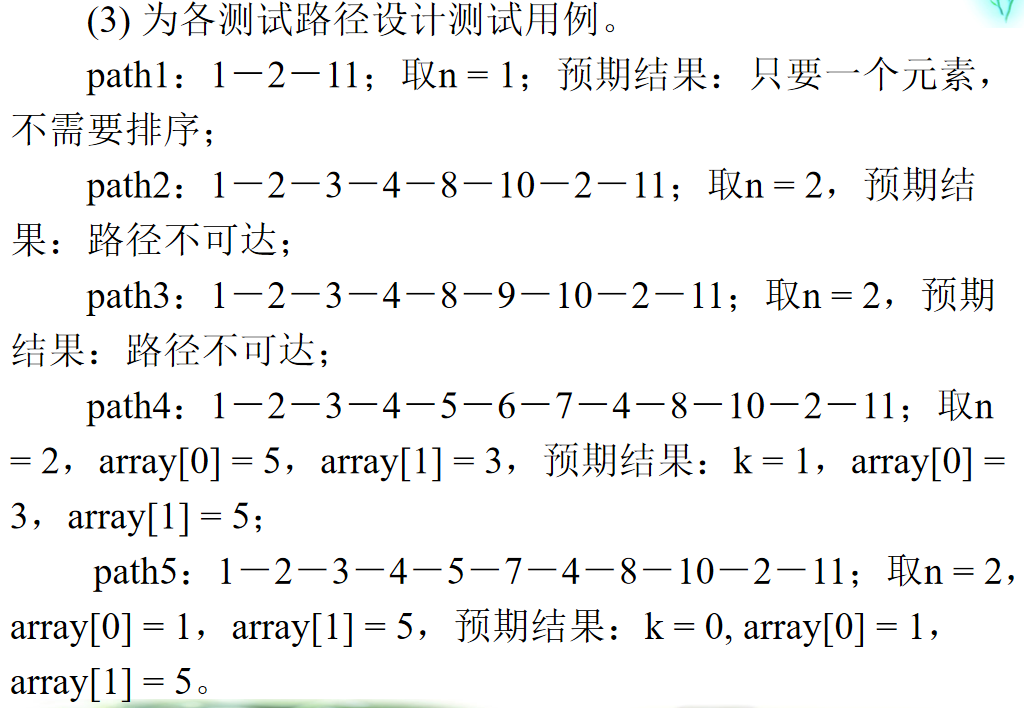 (3) 为各测试路径设计测试用例。
path1：1－2－11；取n = 1；预期结果：只要一个元素，
不需要排序；
path2：1－2－3－4－8－10－2－11；取n = 2，预期结
果：路径不可达；
path3：1－2－3－4－8－9－10－2－11；取n = 2，预期
结果：路径不可达；
path4：1－2－3－4－5－6－7－4－8－10－2－11；取n
= 2，array[0] = 5，array[1] = 3，预期结果：k = 1，array[0] =
3，array[1] = 5；
path5：1－2－3－4－5－7－4－8－10－2－11；取n = 2，
array[0] = 1，array[1] = 5，预期结果：k = 0, array[0] = 1，
array[1] = 5。